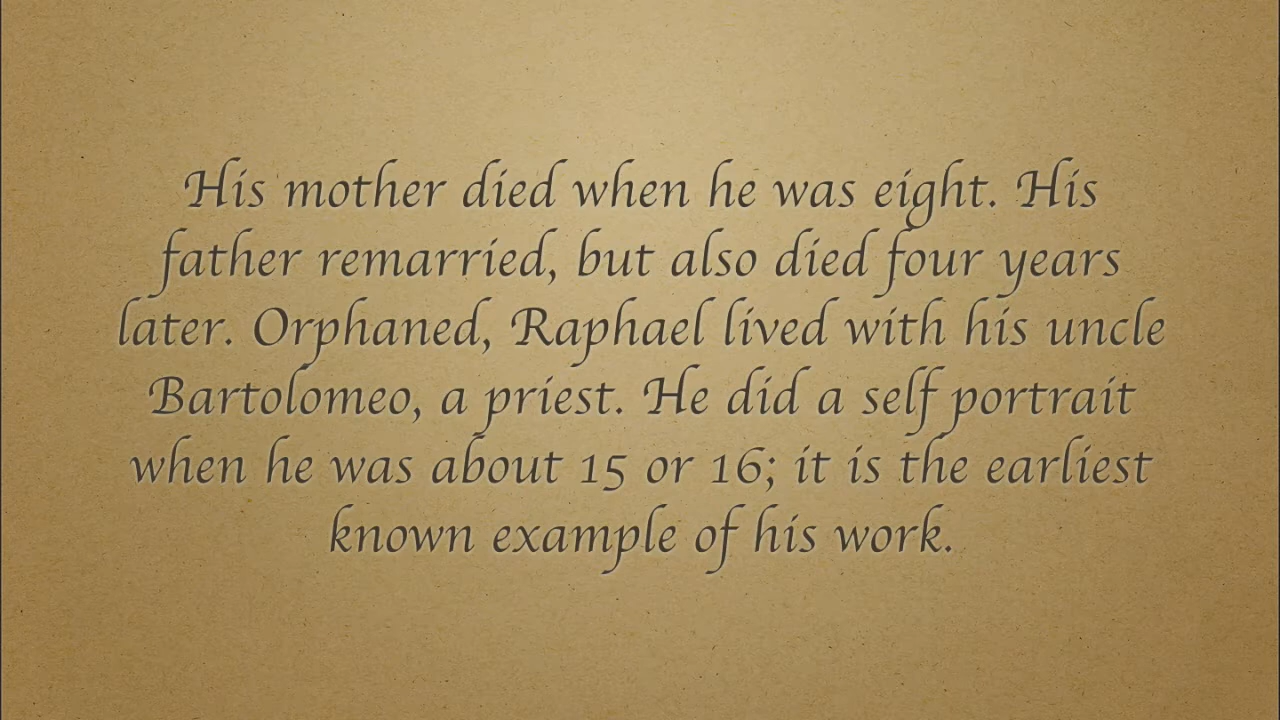 His mother died when he was eight. His
father remarried, but also died four years
later. Orphaned, Raphael lived with his uncle
Bartolomeo, a priest. He did a self portrait
when he was about 15 or 16; it is the earliest
known example of his work.